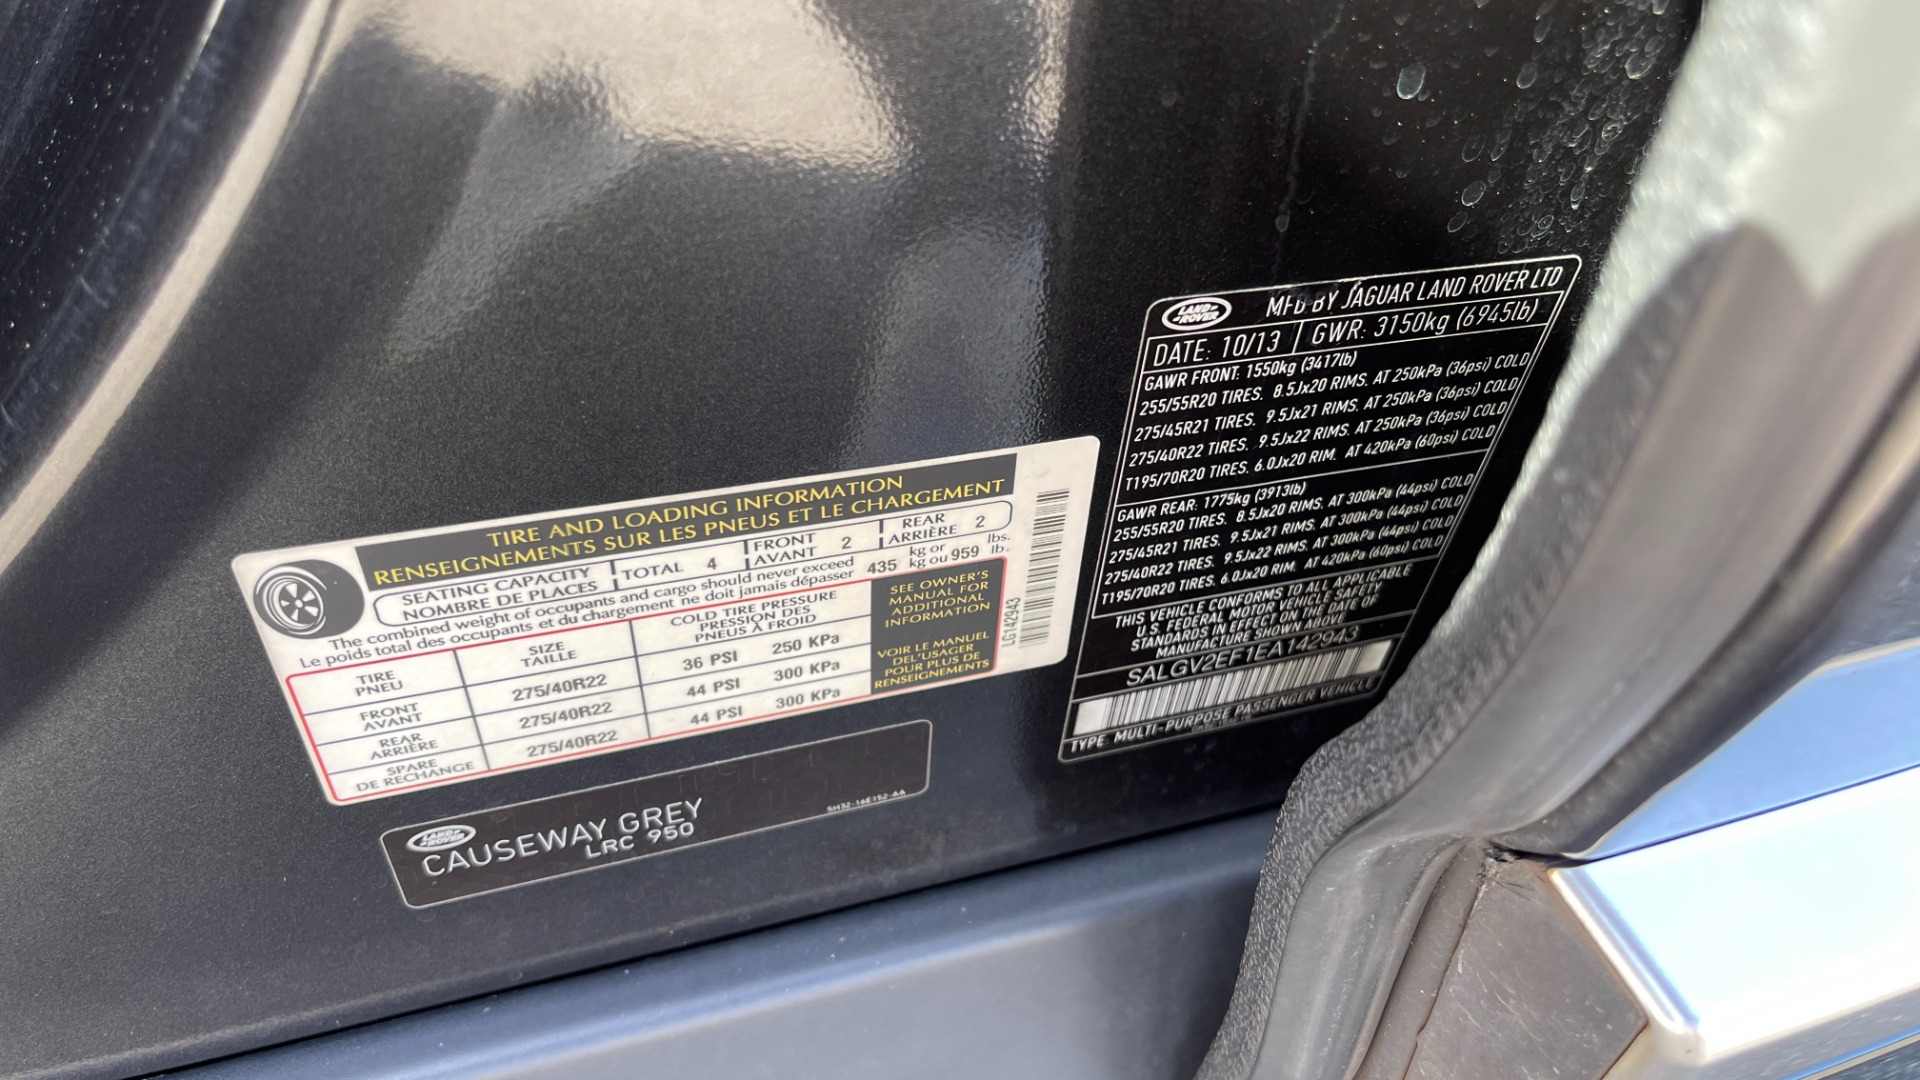 TIRE AND LOADING INFORMATION
RENSEIGNEMENTS SUR LES PNEUS ET LE CHARGEMENT
SEATING CAPACITY
NOMBRE DE PLACES
TOTAL 4
FRONT
AVANT
2
REAR
ARRIÈRE
2
The combined weight of occupants and cargo should never exceed
Le poids total des occupants et du chargement ne doit jamais dépasser
435
kg or
kg ou
959
lbs.
lb.
TIRE
PNEU
SIZE
TAILLE
COLD TIRE PRESSURE
PRESSION DES
PNEUS À FROID
FRONT
AVANT
275/40R22
36 PSI 250 KPa
REAR
ARRIÈRE
275/40R22
44 PSI 300 KPa
SPARE
DE RECHANGE
275/40R22
44 PSI 300 KPa
SEE OWNER'S
MANUAL FOR
ADDITIONAL
INFORMATION
VOIR LE MANUEL
DEL'USAGER
POUR PLUS DE
RENSEIGNEMENTS
LG142943
LAND
ROVER
CAUSEWAY GREY
LRC 950
5H32-16E152-AA
LAND
ROVER
MFD BY JAGUAR LAND ROVER LTD
DATE: 10/13 GWR: 3150kg (6945lb)
GAWR FRONT: 1550kg (3417lb)
255/55R20 TIRES. 8.5Jx20 RIMS. AT 250kPa (36psi) COLD
275/45R21 TIRES. 9.5Jx21 RIMS. AT 250kPa (36psi) COLD
275/40R22 TIRES. 9.5Jx22 RIMS. AT 250kPa (36psi) COLD
T195/70R20 TIRES. 6.0Jx20 RIM. AT 420kPa (60psi) COLD
GAWR REAR: 1775kg (3913lb)
255/55R20 TIRES. 8.5Jx20 RIMS. AT 300kPa (44psi) COLD
275/45R21 TIRES. 9.5Jx21 RIMS. AT 300kPa (44psi) COLD
275/40R22 TIRES. 9.5Jx22 RIMS. AT 300kPa (44psi) COLD
T195/70R20 TIRES. 6.0Jx20 RIM. AT 420kPa (60psi) COLD
THIS VEHICLE CONFORMS TO ALL APPLICABLE
U.S. FEDERAL MOTOR VEHICLE SAFETY
STANDARDS IN EFFECT ON THE DATE OF
MANUFACTURE SHOWN ABOVE
SALGV2EF1EA142943
TYPE: MULTI-PURPOSE PASSENGER VEHICLE